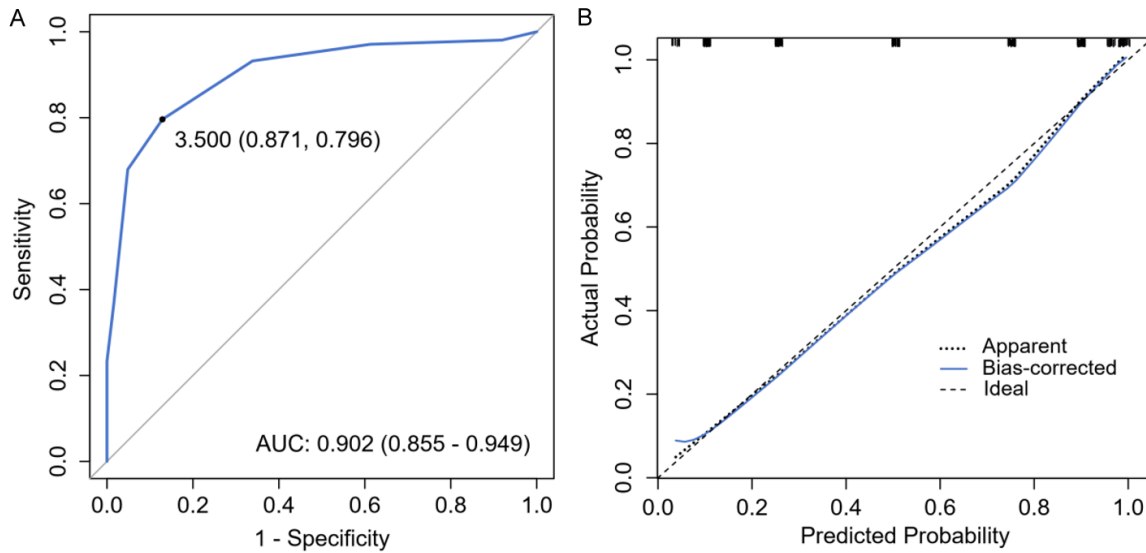 A
1.0
0.8
0.6
0.4
0.2
0.0
Sensitivity
3.500 (0.871, 0.796)
AUC: 0.902 (0.855 - 0.949)
0.0 0.2 0.4 0.6 0.8 1.0
1 - Specificity
B
1.0
0.8
0.6
0.4
0.2
0.0
Actual Probability
Apparent
Bias-corrected
Ideal
0.0 0.2 0.4 0.6 0.8 1.0
Predicted Probability